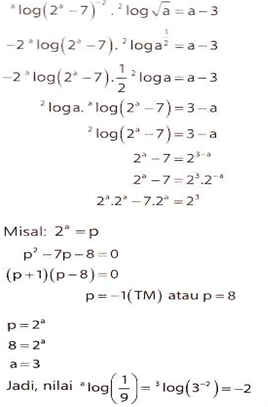 ᵃlog(2ᵃ − 7)⁻² . ²log√a = a − 3
−2 ᵃlog(2ᵃ − 7). ²loga^(1/2) = a − 3
−2 ᵃlog(2ᵃ − 7). 1/2 ²loga = a − 3
²loga. ᵃlog(2ᵃ − 7) = 3 − a
²log(2ᵃ − 7) = 3 − a
2ᵃ − 7 = 2³⁻ᵃ
2ᵃ − 7 = 2³.2⁻ᵃ
2ᵃ.2ᵃ − 7.2ᵃ = 2³
Misal: 2ᵃ = p
p² − 7p − 8 = 0
(p + 1)(p − 8) = 0
p = −1(TM) atau p = 8
p = 2ᵃ
8 = 2ᵃ
a = 3
Jadi, nilai ᵃlog(1/9) = ³log(3⁻²) = −2